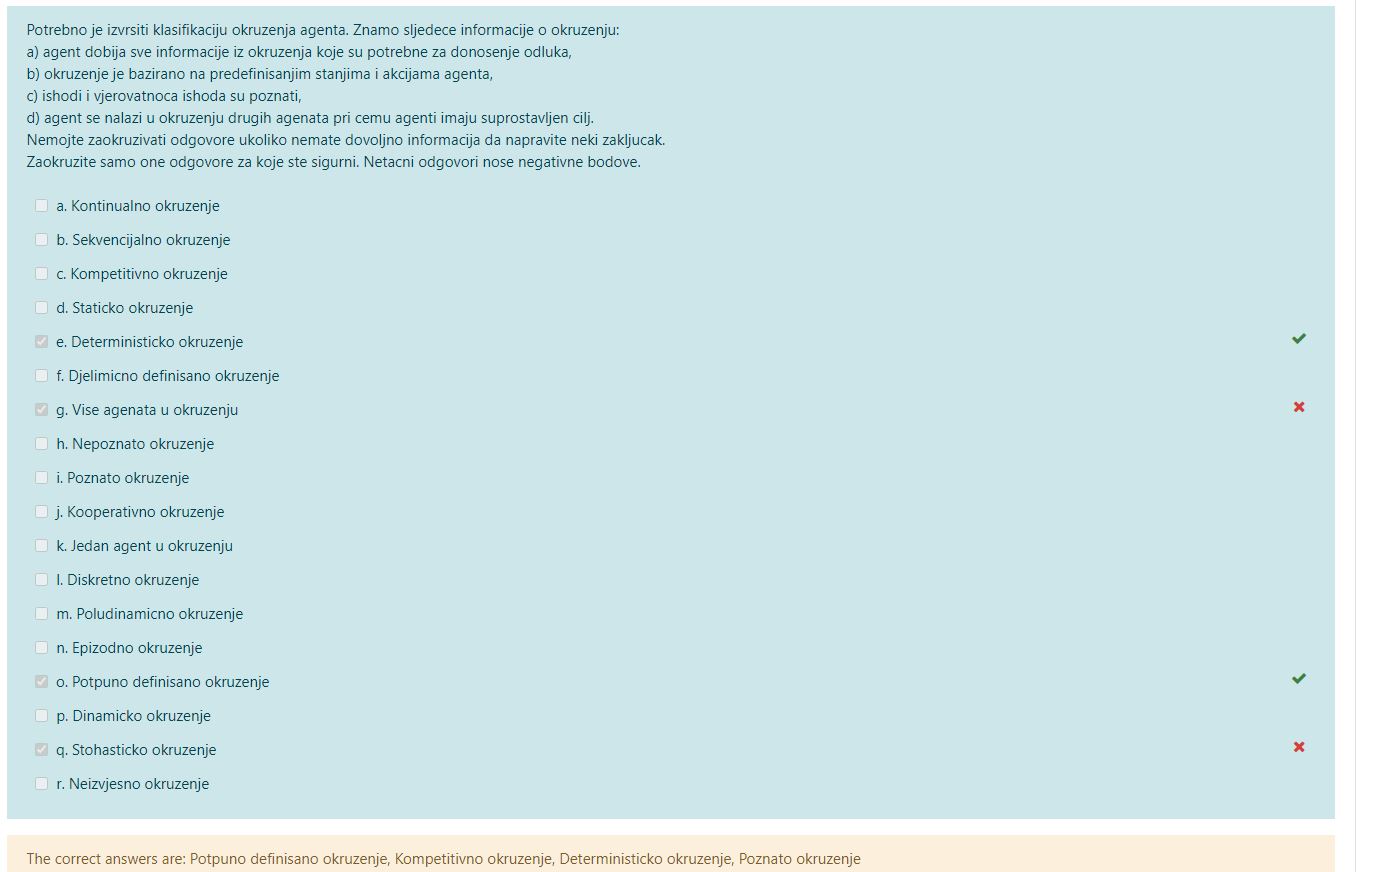 Potrebno je izvrsiti klasifikaciju okruzenja agenta. Znamo sljedece informacije o okruzenju:
a) agent dobija sve informacije iz okruzenja koje su potrebne za donosenje odluka,
b) okruzenje je bazirano na predefinisanjim stanjima i akcijama agenta,
c) ishodi i vjerovatnoca ishoda su poznati,
d) agent se nalazi u okruzenju drugih agenata pri cemu agenti imaju suprostavljen cilj.
Nemojte zaokruzivati odgovore ukoliko nemate dovoljno informacija da napravite neki zakljucak.
Zaokruzite samo one odgovore za koje ste sigurni. Netacni odgovori nose negativne bodove.
a. Kontinualno okruzenje
b. Sekvencijalno okruzenje
c. Kompetitivno okruzenje
d. Staticko okruzenje
e. Deterministicko okruzenje
f. Djelimicno definisano okruzenje
g. Vise agenata u okruzenju
h. Nepoznato okruzenje
i. Poznato okruzenje
j. Kooperativno okruzenje
k. Jedan agent u okruzenju
l. Diskretno okruzenje
m. Poludinamicno okruzenje
n. Epizodno okruzenje
o. Potpuno definisano okruzenje
p. Dinamicko okruzenje
q. Stohasticko okruzenje
r. Neizvjesno okruzenje
The correct answers are: Potpuno definisano okruzenje, Kompetitivno okruzenje, Deterministicko okruzenje, Poznato okruzenje